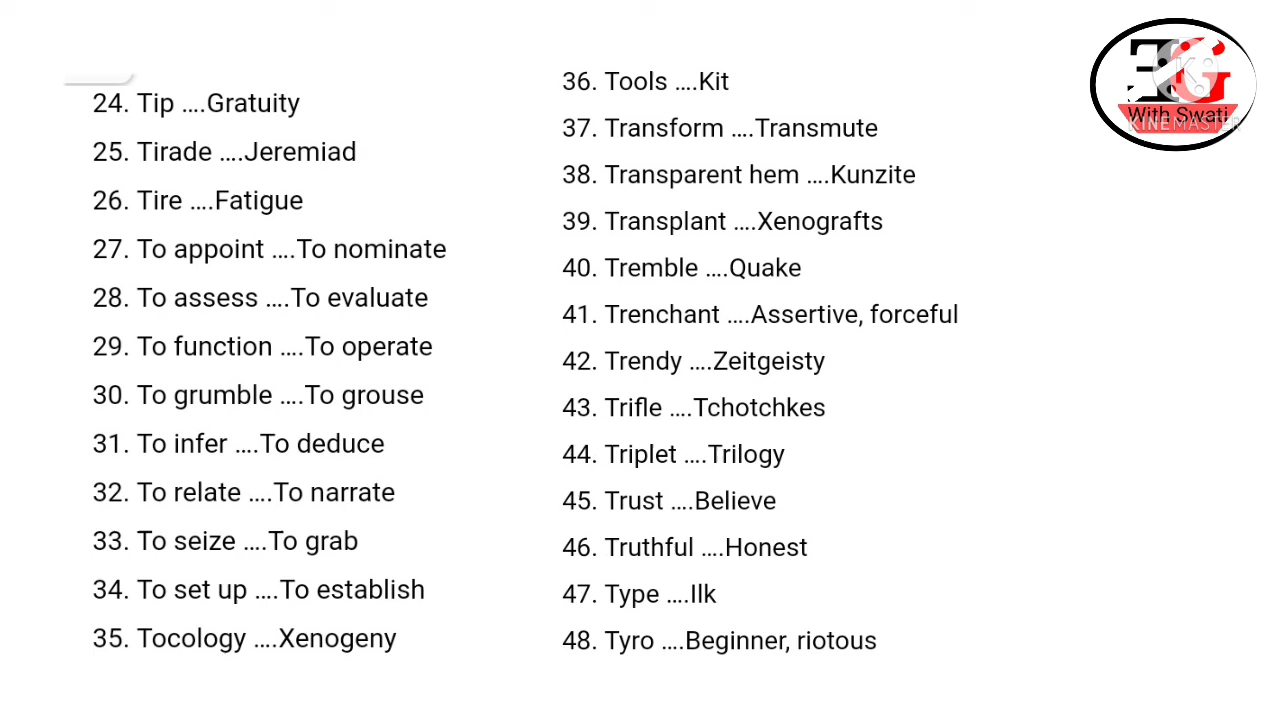 24. Tip ....Gratuity
25. Tirade ....Jeremiad
26. Tire ....Fatigue
27. To appoint ....To nominate
28. To assess ....To evaluate
29. To function ....To operate
30. To grumble ....To grouse
31. To infer ....To deduce
32. To relate ....To narrate
33. To seize ....To grab
34. To set up ....To establish
35. Tocology ....Xenogeny
36. Tools ....Kit
37. Transform ....Transmute
38. Transparent hem ....Kunzite
39. Transplant ....Xenografts
40. Tremble ....Quake
41. Trenchant ....Assertive, forceful
42. Trendy ....Zeitgeisty
43. Trifle ....Tchotchkes
44. Triplet ....Trilogy
45. Trust ....Believe
46. Truthful ....Honest
47. Type ....Ilk
48. Tyro ....Beginner, riotous
With Swati
KINEMASTER